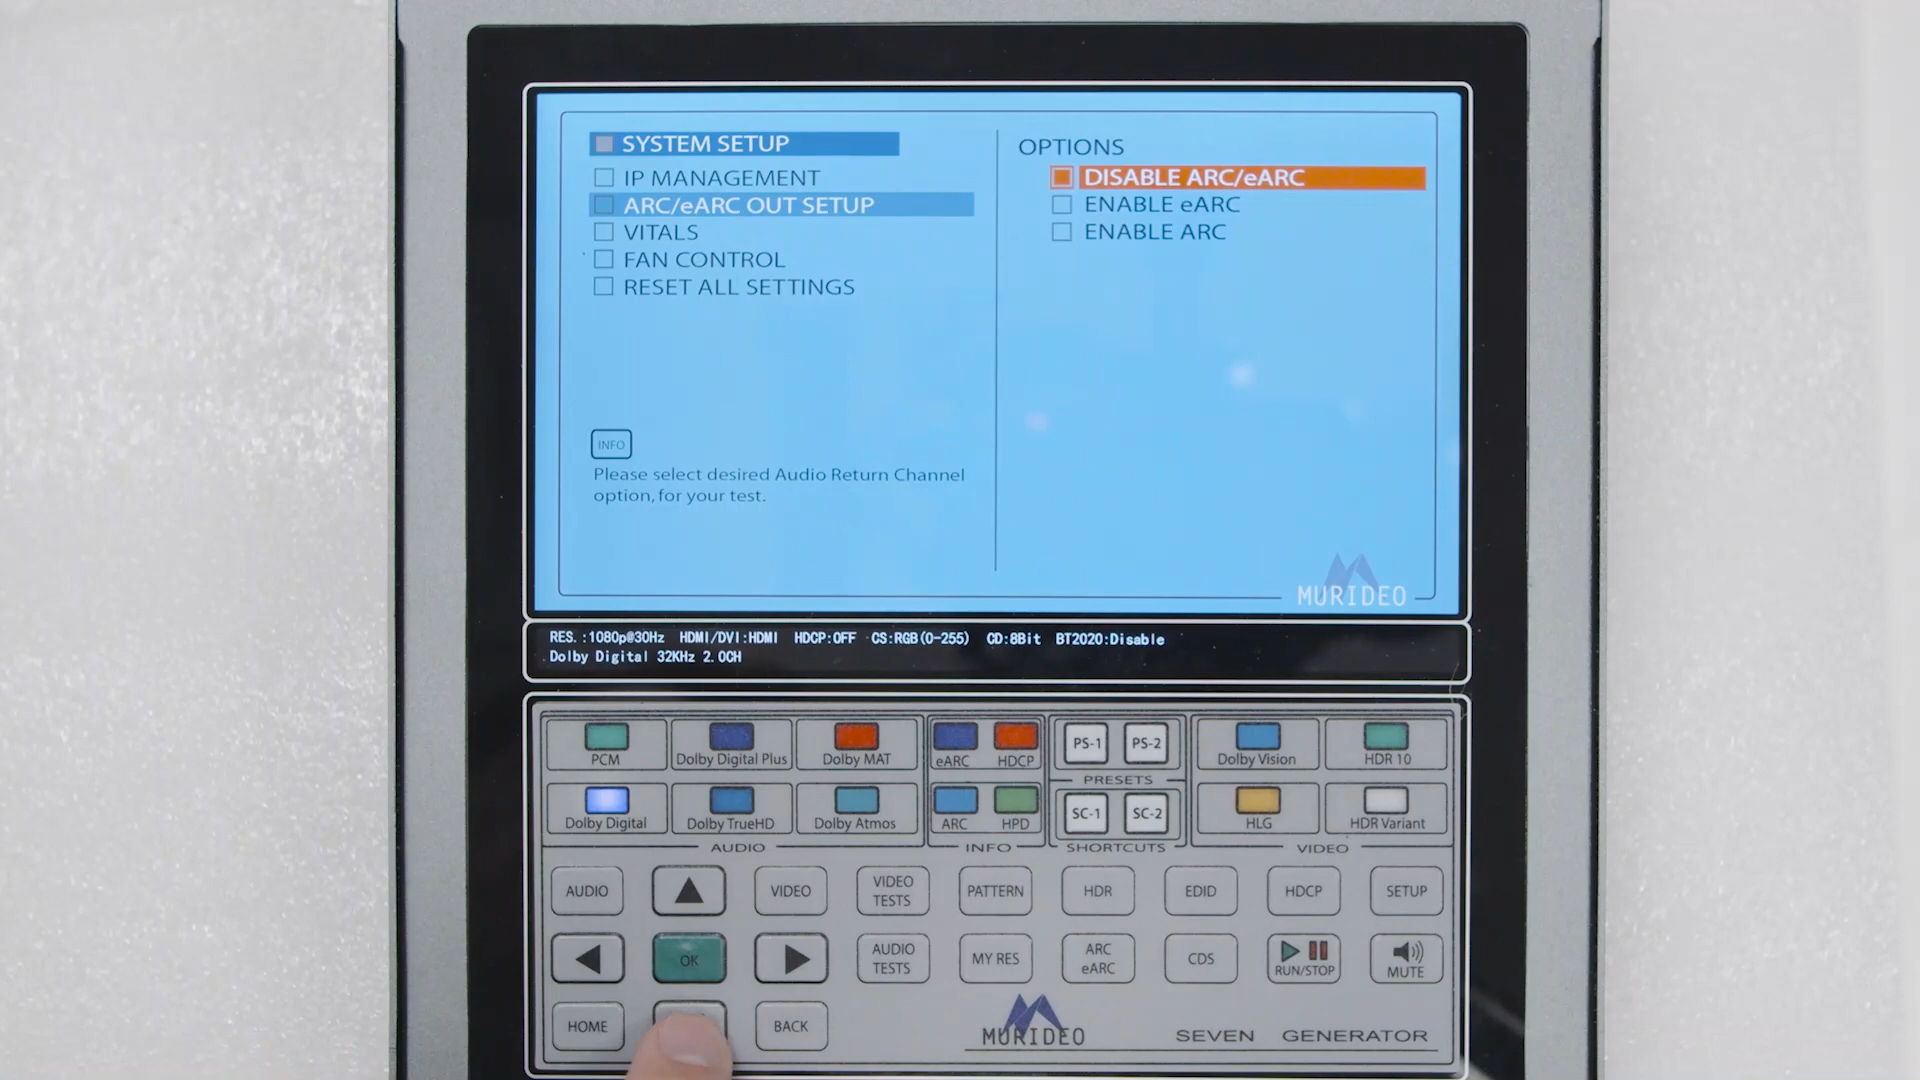 SYSTEM SETUP
IP MANAGEMENT
ARC/eARC OUT SETUP
VITALS
FAN CONTROL
RESET ALL SETTINGS
INFO
Please select desired Audio Return Channel
option, for your test.
OPTIONS
DISABLE ARC/eARC
ENABLE eARC
ENABLE ARC
MURIDEO
RES.:1080p@30Hz HDMI/DVI:HDMI HDCP:OFF CS:RGB(0-255) CD:8Bit BT2020:Disable
Dolby Digital 32KHz 2.0CH
PCM Dolby Digital Plus Dolby MAT eARC HDCP PS-1 PS-2 Dolby Vision HDR 10
PRESETS
Dolby Digital Dolby TrueHD Dolby Atmos ARC HPD SC-1 SC-2 HLG HDR Variant
AUDIO INFO SHORTCUTS VIDEO
AUDIO VIDEO VIDEO TESTS PATTERN HDR EDID HDCP SETUP
OK AUDIO TESTS MY RES ARC eARC CDS RUN/STOP MUTE
HOME BACK MURIDEO SEVEN GENERATOR